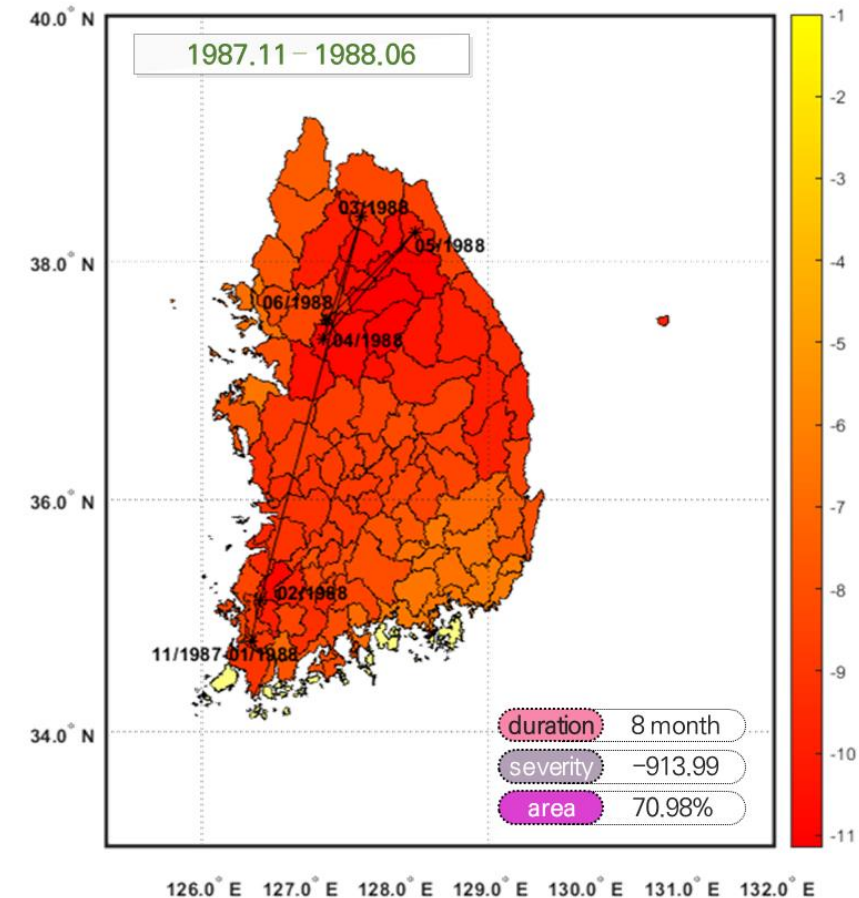 40.0° N
1987.11 – 1988.06
-1
-2
-3
-4
-5
-6
-7
-8
-9
-10
-11
03/1988
05/1988
38.0° N
06/1988
04/1988
36.0° N
02/1988
11/1987-01/1988
34.0° N
duration 8 month
severity -913.99
area 70.98%
126.0° E 127.0° E 128.0° E 129.0° E 130.0° E 131.0° E 132.0° E